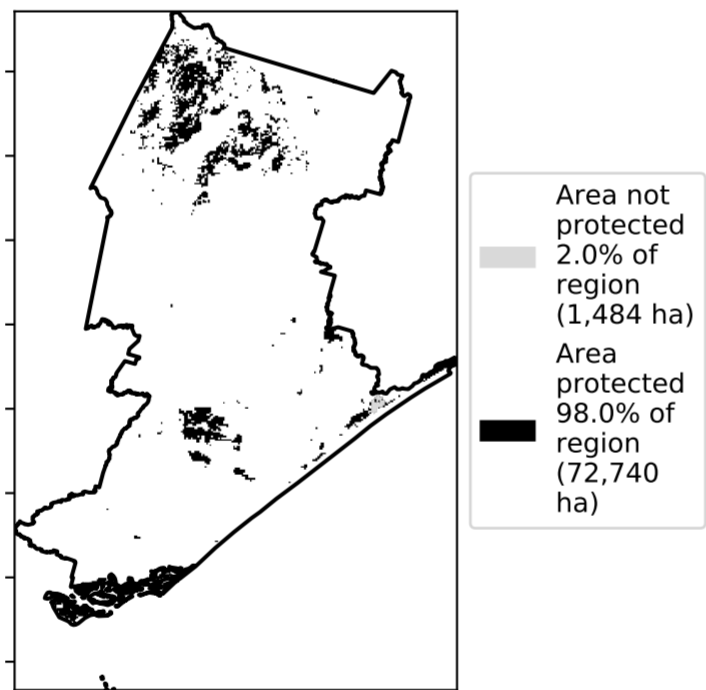 Area not
protected
2.0% of
region
(1,484 ha)
Area
protected
98.0% of
region
(72,740
ha)